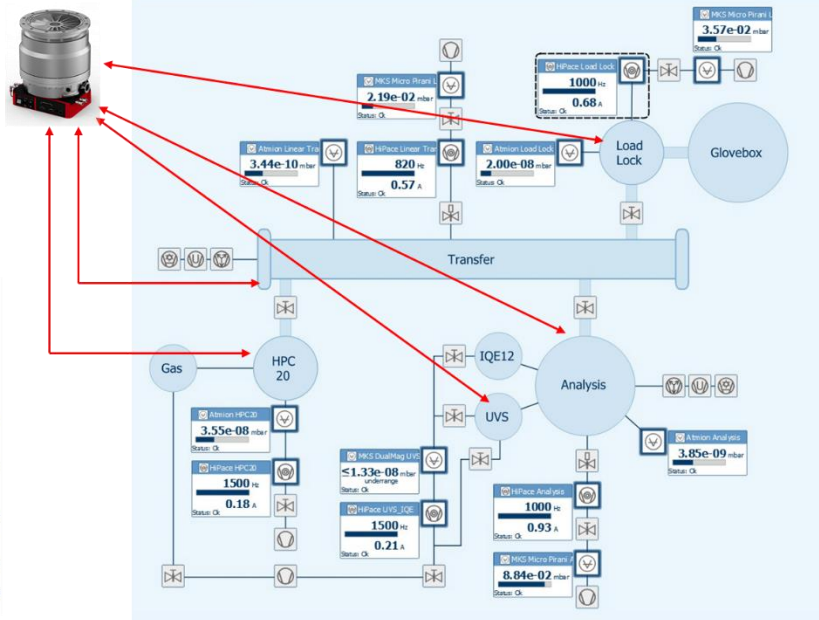 MKS Micro Pirani L
3.57e-02 mbar
Status: Ok
HiPace Load Lock
1000 Hz
0.68 A
Status: Ok
MKS Micro Pirani L
2.19e-02 mbar
Status: Ok
Atmion Linear Tra
3.44e-10 mbar
Status: Ok
HiPace Linear Tran
820 Hz
0.57 A
Status: Ok
Atmion Load Lock
2.00e-08 mbar
Status: Ok
Load
Lock
Glovebox
Transfer
Gas
HPC
20
IQE12
Analysis
UVS
Atmion HPC20
3.55e-08 mbar
Status: Ok
HiPace HPC20
1500 Hz
0.18 A
Status: Ok
MKS DualMag UVS
≤1.33e-08 mbar
underrange
Status: Ok
HiPace UVS_IQE
1500 Hz
0.21 A
Status: Ok
Atmion Analysis
3.85e-09 mbar
Status: Ok
HiPace Analysis
1000 Hz
0.93 A
Status: Ok
MKS Micro Pirani A
8.84e-02 mbar
Status: Ok